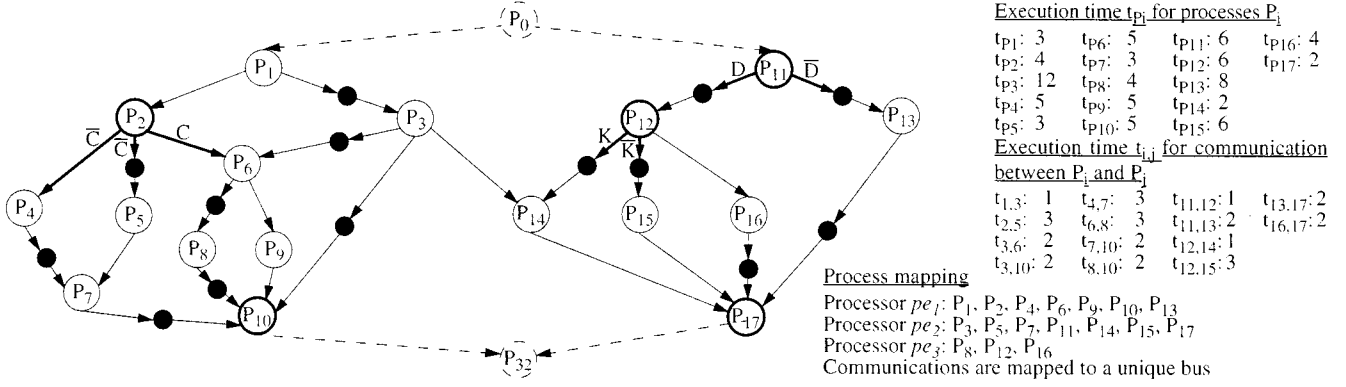 P0
P1
P11
D
D̅
P2
P12
P13
P3
C̅
C̅
C
K
K̅
P6
P4
P5
P14
P15
P16
P8
P9
P7
P10
P17
P32
Execution time tPi for processes Pi
tP1: 3 tP6: 5 tP11: 6 tP16: 4
tP2: 4 tP7: 3 tP12: 6 tP17: 2
tP3: 12 tP8: 4 tP13: 8
tP4: 5 tP9: 5 tP14: 2
tP5: 3 tP10: 5 tP15: 6
Execution time ti,j for communication
between Pi and Pj
t1,3: 1 t4,7: 3 t11,12: 1 t13,17: 2
t2,5: 3 t6,8: 3 t11,13: 2 t16,17: 2
t3,6: 2 t7,10: 2 t12,14: 1
t3,10: 2 t8,10: 2 t12,15: 3
Process mapping
Processor pe1: P1, P2, P4, P6, P9, P10, P13
Processor pe2: P3, P5, P7, P11, P14, P15, P17
Processor pe3: P8, P12, P16
Communications are mapped to a unique bus